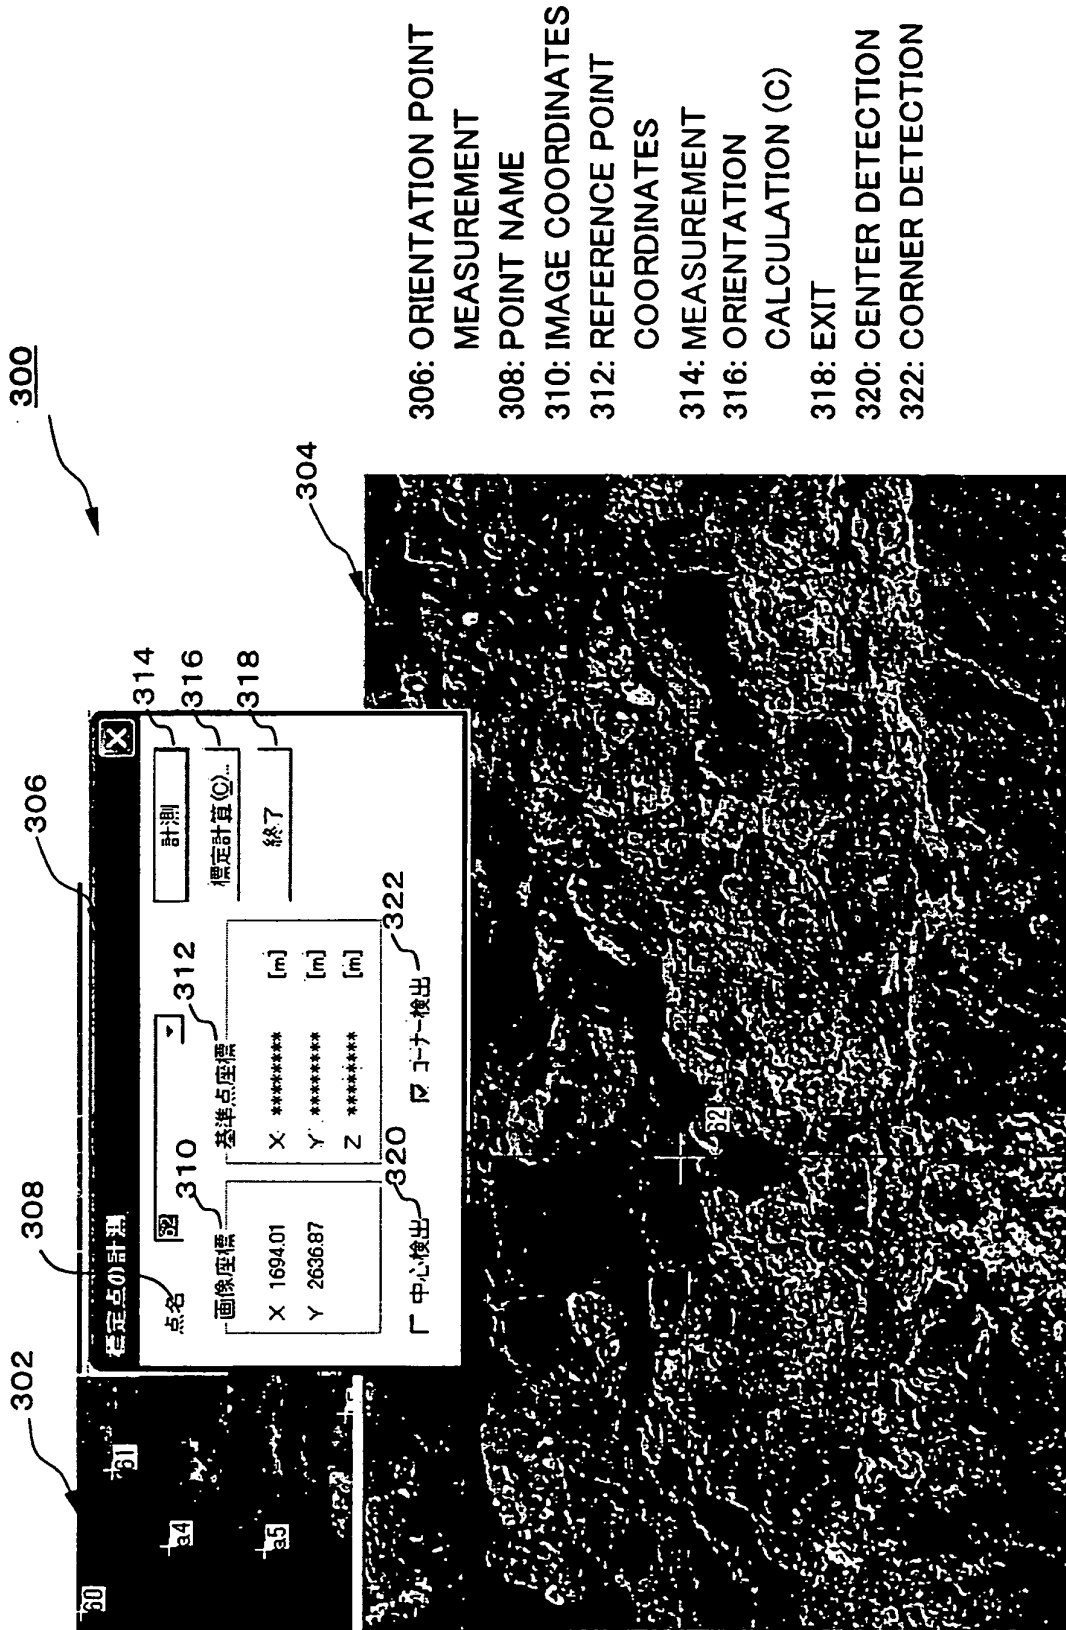 300
302
308
306
標定点の計測
点名
62
310
画像座標
X 1694.01
Y 2636.87
312
基準点座標
X ******** [m]
Y ******** [m]
Z ******** [m]
計測
標定計算(C)...
終了
314
316
318
中心検出
320
コーナー検出
322
304
60
61
a4
a5
62
306: ORIENTATION POINT
MEASUREMENT
308: POINT NAME
310: IMAGE COORDINATES
312: REFERENCE POINT
COORDINATES
314: MEASUREMENT
316: ORIENTATION
CALCULATION (C)
318: EXIT
320: CENTER DETECTION
322: CORNER DETECTION